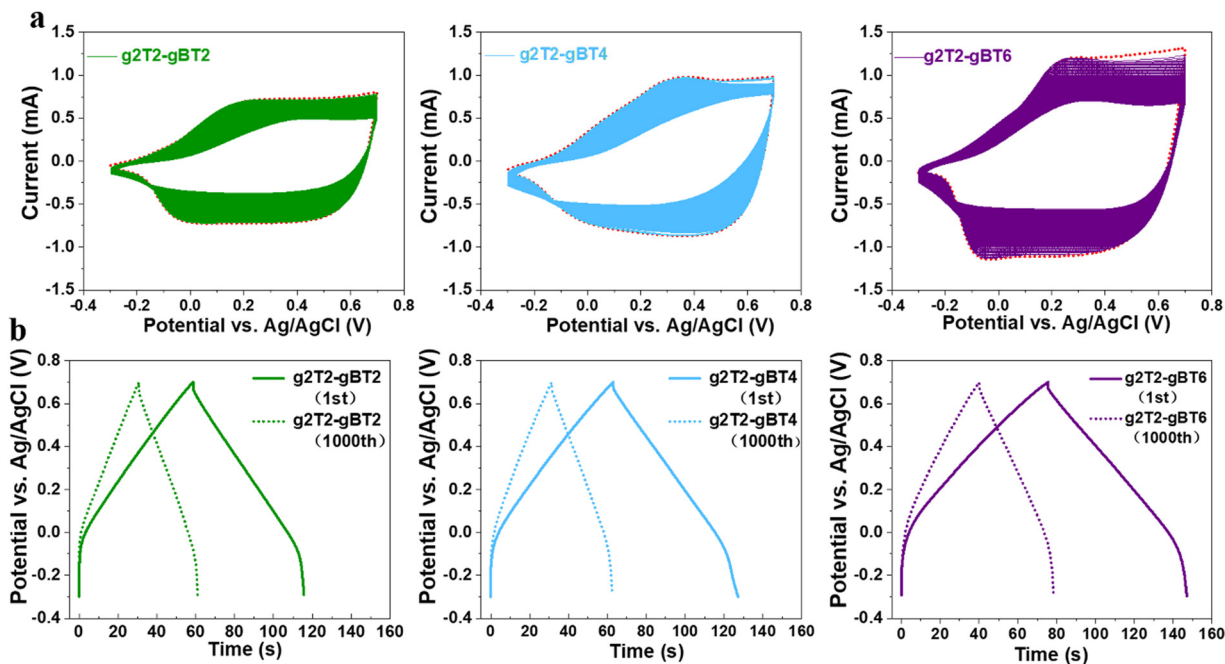 a
g2T2-gBT2
1.5
1.0
0.5
0.0
-0.5
-1.0
1.5
Current (mA)
-0.4 -0.2 0.0 0.2 0.4 0.6 0.8
Potential vs. Ag/AgCl (V)
g2T2-gBT4
1.5
1.0
0.5
0.0
-0.5
-1.0
1.5
Current (mA)
-0.4 -0.2 0.0 0.2 0.4 0.6 0.8
Potential vs. Ag/AgCl (V)
g2T2-gBT6
1.5
1.0
0.5
0.0
-0.5
-1.0
1.5
Current (mA)
-0.4 -0.2 0.0 0.2 0.4 0.6 0.8
Potential vs. Ag/AgCl (V)
b
g2T2-gBT2
（1st）
g2T2-gBT2
（1000th）
0.8
0.6
0.4
0.2
0.0
-0.2
-0.4
Potential vs. Ag/AgCl (V)
0 20 40 60 80 100 120 140 160
Time (s)
g2T2-gBT4
（1st）
g2T2-gBT4
（1000th）
0.8
0.6
0.4
0.2
0.0
-0.2
0.4
Potential vs. Ag/AgCl (V)
0 20 40 60 80 100 120 140 160
Time (s)
g2T2-gBT6
（1st）
g2T2-gBT6
（1000th）
0.8
0.6
0.4
0.2
0.0
-0.2
0.4
Potential vs. Ag/AgCl (V)
0 20 40 60 80 100 120 140 160
Time (s)